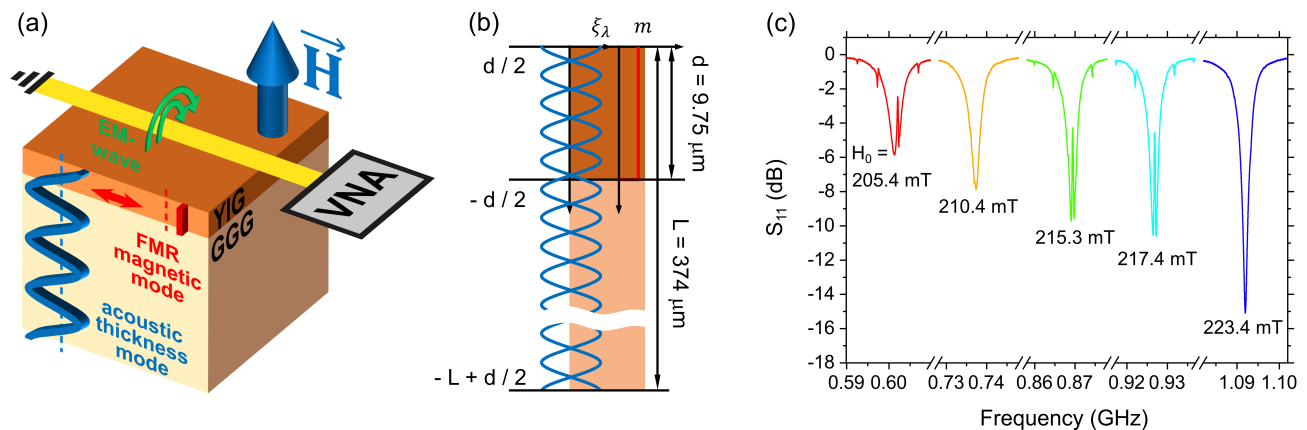 (a)
H
EM-
wave
VNA
YIG
GGG
FMR
magnetic
mode
acoustic
thickness
mode
(b)
ξλ m
d / 2
d = 9.75 μm
- d / 2
L = 374 μm
- L + d / 2
(c)
S11 (dB)
0
-2
-4
-6
-8
-10
-12
-14
-16
-18
H0 =
205.4 mT
210.4 mT
215.3 mT
217.4 mT
223.4 mT
0.59 0.60 0.73 0.74 0.86 0.87 0.92 0.93 1.09 1.10
Frequency (GHz)